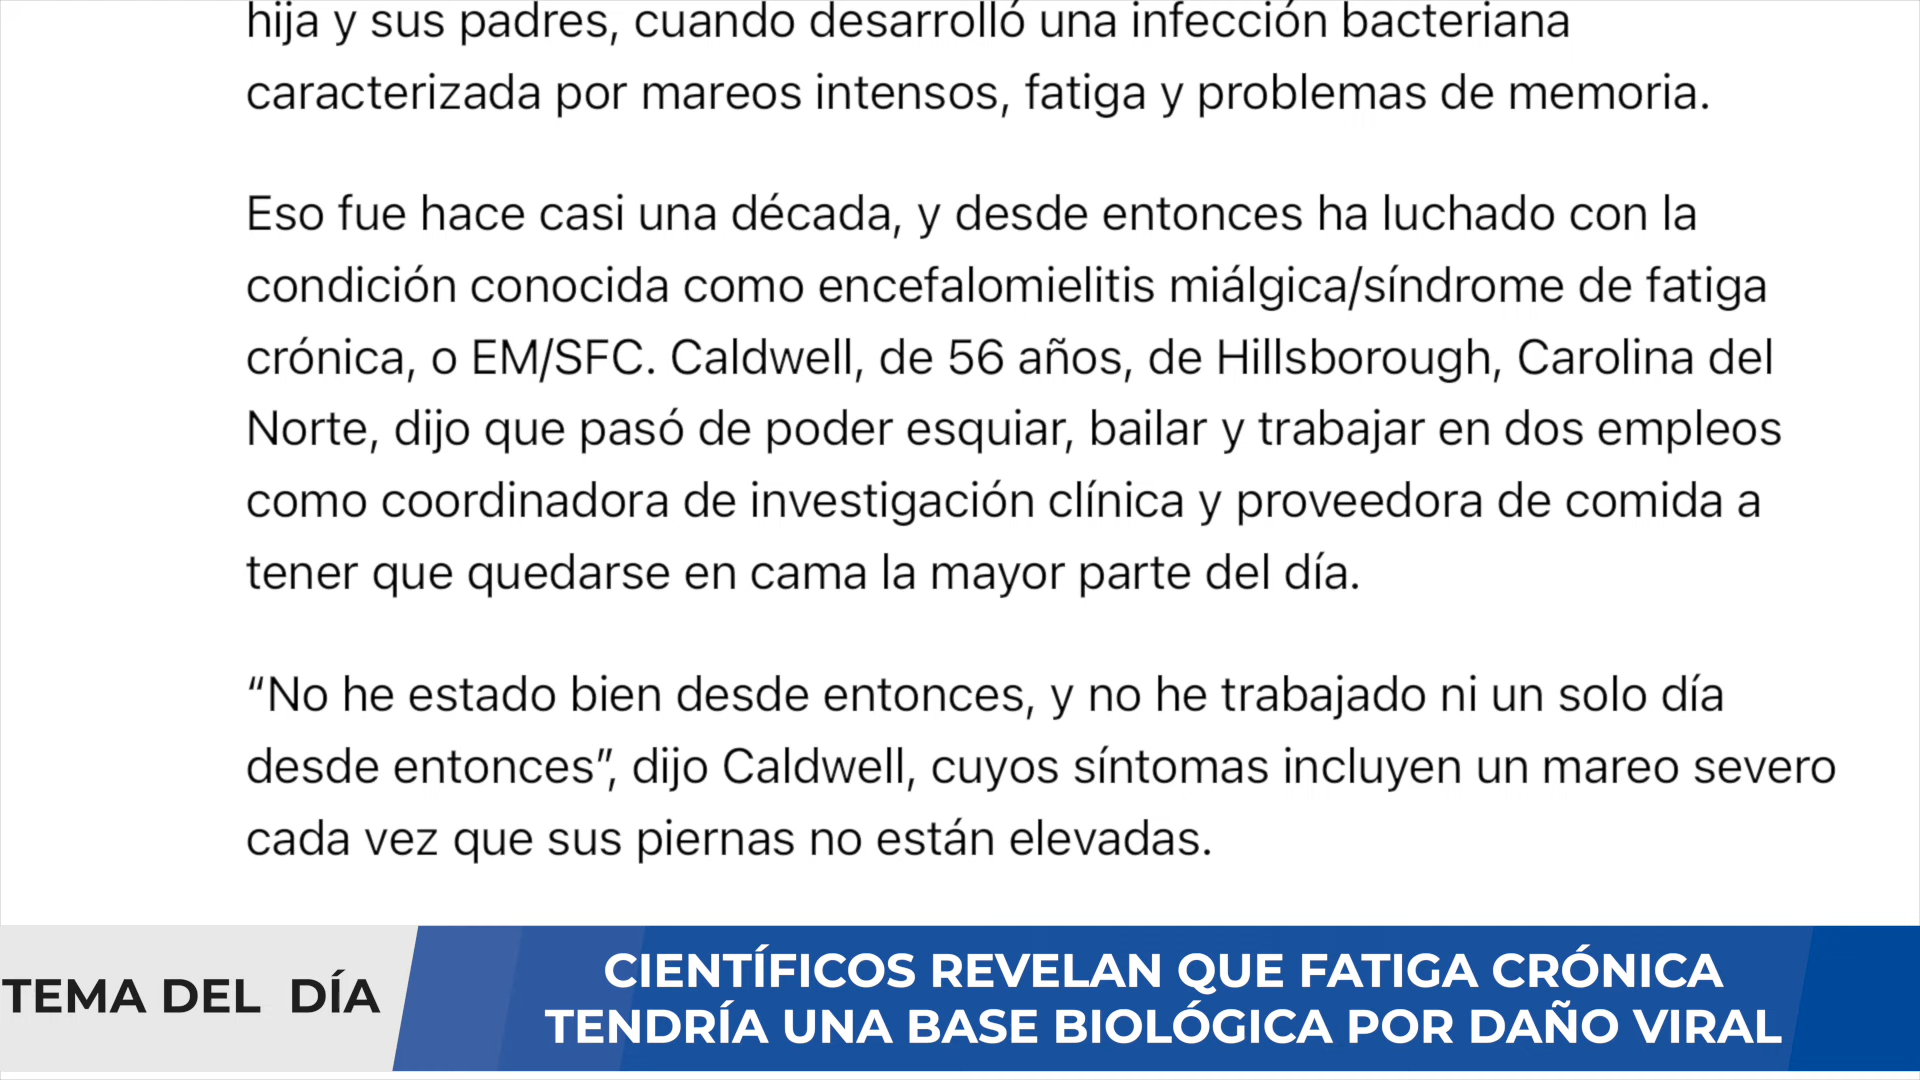 hija y sus padres, cuando desarrolló una infección bacteriana
caracterizada por mareos intensos, fatiga y problemas de memoria.
Eso fue hace casi una década, y desde entonces ha luchado con la
condición conocida como encefalomielitis miálgica/síndrome de fatiga
crónica, o EM/SFC. Caldwell, de 56 años, de Hillsborough, Carolina del
Norte, dijo que pasó de poder esquiar, bailar y trabajar en dos empleos
como coordinadora de investigación clínica y proveedora de comida a
tener que quedarse en cama la mayor parte del día.
“No he estado bien desde entonces, y no he trabajado ni un solo día
desde entonces”, dijo Caldwell, cuyos síntomas incluyen un mareo severo
cada vez que sus piernas no están elevadas.
TEMA DEL DÍA
CIENTÍFICOS REVELAN QUE FATIGA CRÓNICA
TENDRÍA UNA BASE BIOLÓGICA POR DAÑO VIRAL